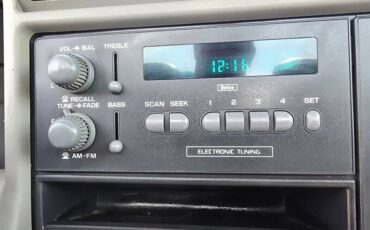 VOL BAL
TREBLE
12:16
RECALL
TUNE FADE
BASS
Delco
SCAN SEEK 1 2 3 4 SET
AM-FM
ELECTRONIC TUNING